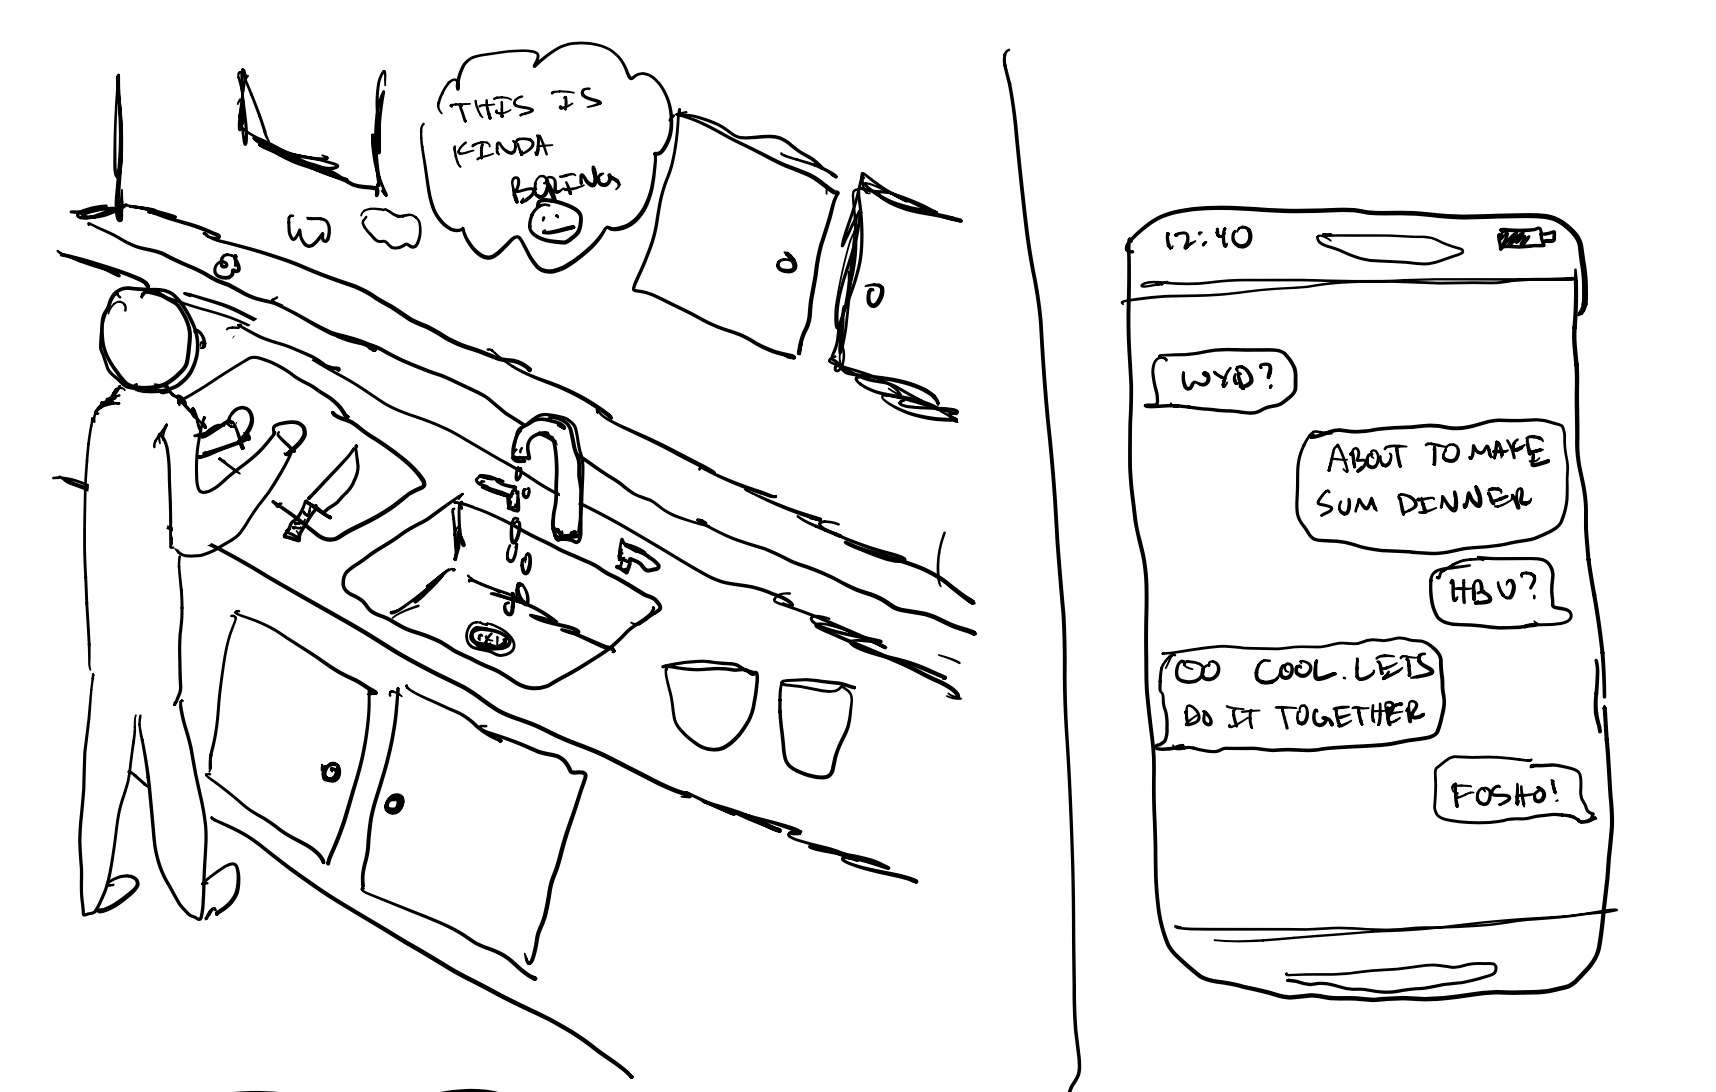 THIS IS
KINDA
BORING
12:40
WYD?
ABOUT TO MAKE
SUM DINNER
HBU?
OO COOL. LETS
DO IT TOGETHER
FOSHO!